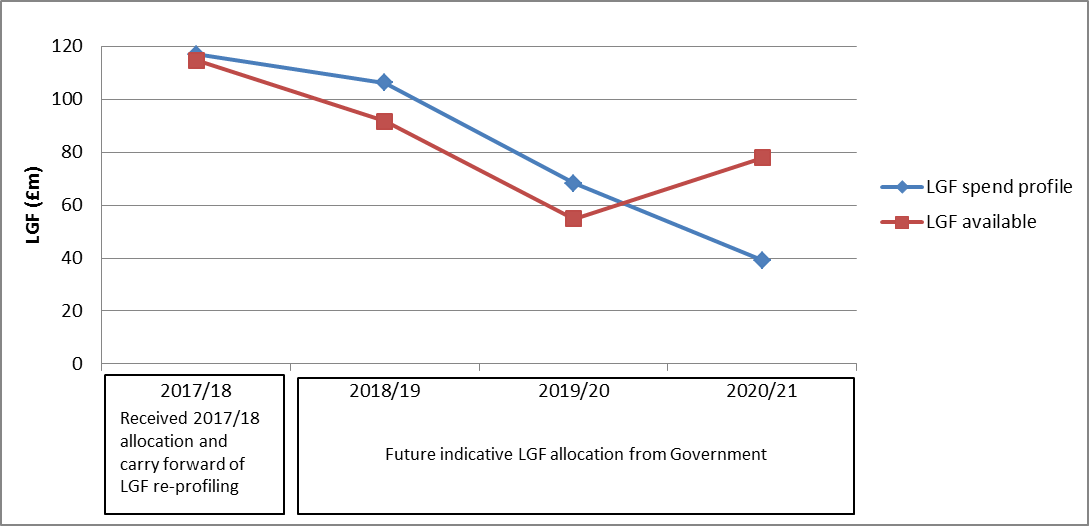 120
100
80
60
40
20
0
LGF (£m)
2017/18
2018/19
2019/20
2020/21
Received 2017/18
allocation and
carry forward of
LGF re-profiling
Future indicative LGF allocation from Government
LGF spend profile
LGF available